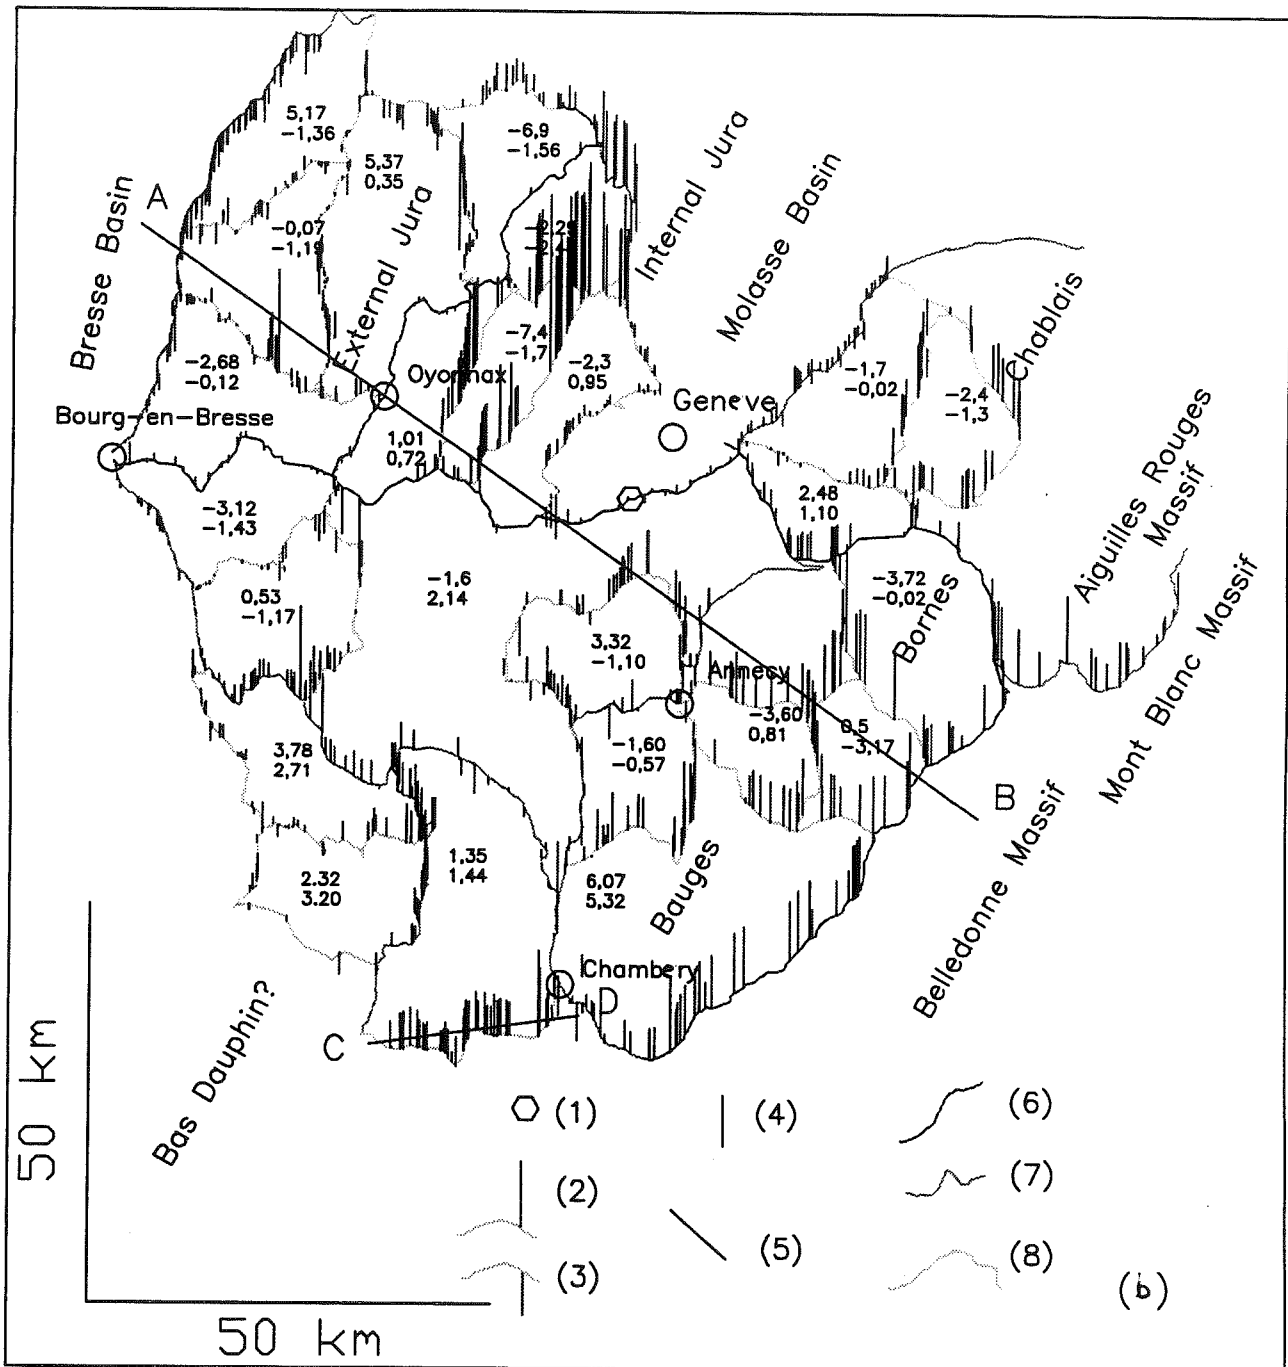 5,17
-1,36
-6,9
-1,56
5,37
0,35
A
-0,07
-1,19
Bresse Basin
External Jura
Internal Jura
Molasse Basin
Chablais
-2,68
-0,12
-7,4
-1,7
-2,3
0,95
-1,7
-0,02
-2,4
-1,3
Oyonnax
Geneve
Bourg-en-Bresse
1,01
0,72
-3,12
-1,43
2,48
1,10
Aiguilles Rouges
Massif
-1,6
2,14
-3,72
-0,02
Bornes
0,53
-1,17
3,32
-1,10
Annecy
Mont Blanc Massif
-3,60
0,81
0,5
-3,17
3,78
2,71
-1,60
-0,57
B
1,35
1,44
2.32
3.20
6,07
5,32
Bauges
Belledonne Massif
Chambery
D
C
Bas Dauphin?
50 km
50 km
(1)
(2)
(3)
(4)
(5)
(6)
(7)
(8)
(b)